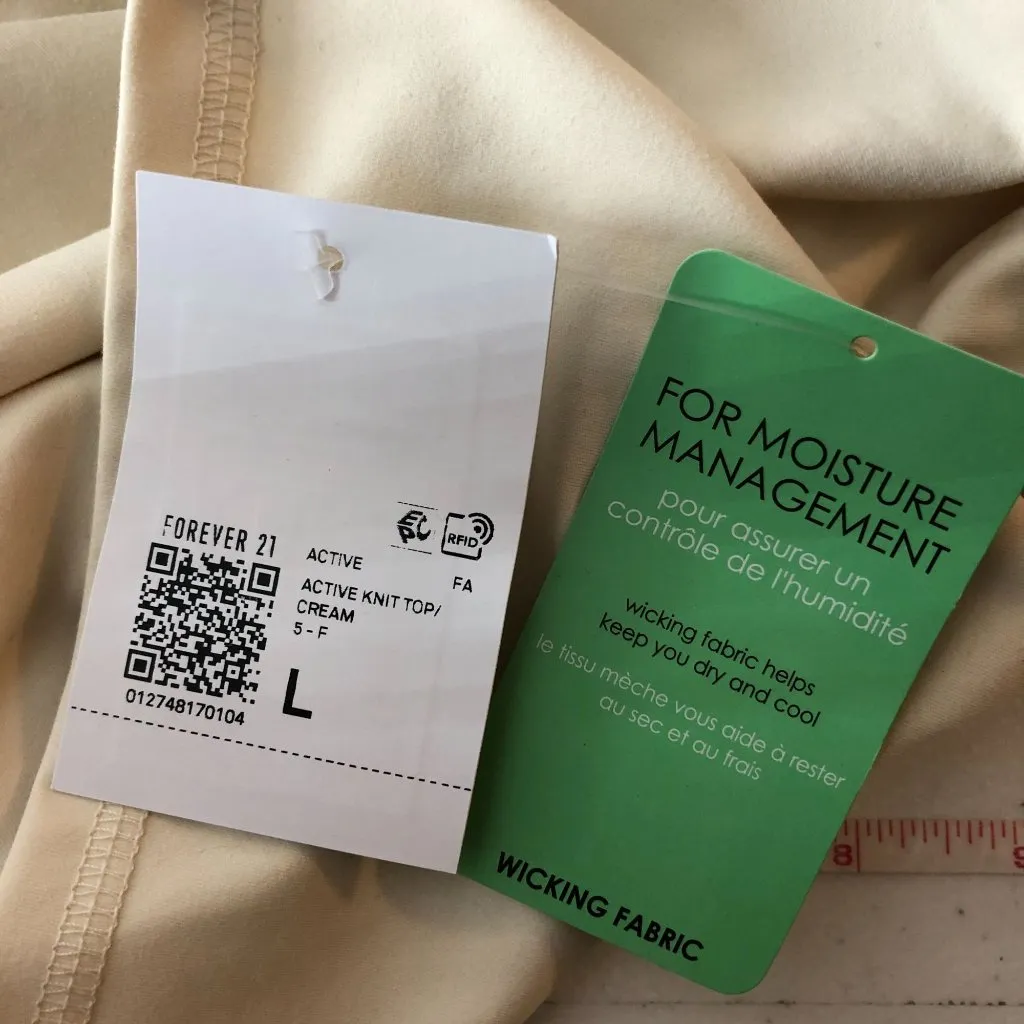 FOREVER 21
012748170104
ACTIVE
ACTIVE KNIT TOP/
CREAM
5 - F
L
EPC
RFID
FA
FOR MOISTURE
MANAGEMENT
pour assurer un
contrôle de l'humidité
wicking fabric helps
keep you dry and cool
le tissu mèche vous aide à rester
au sec et au frais
WICKING FABRIC
8
9